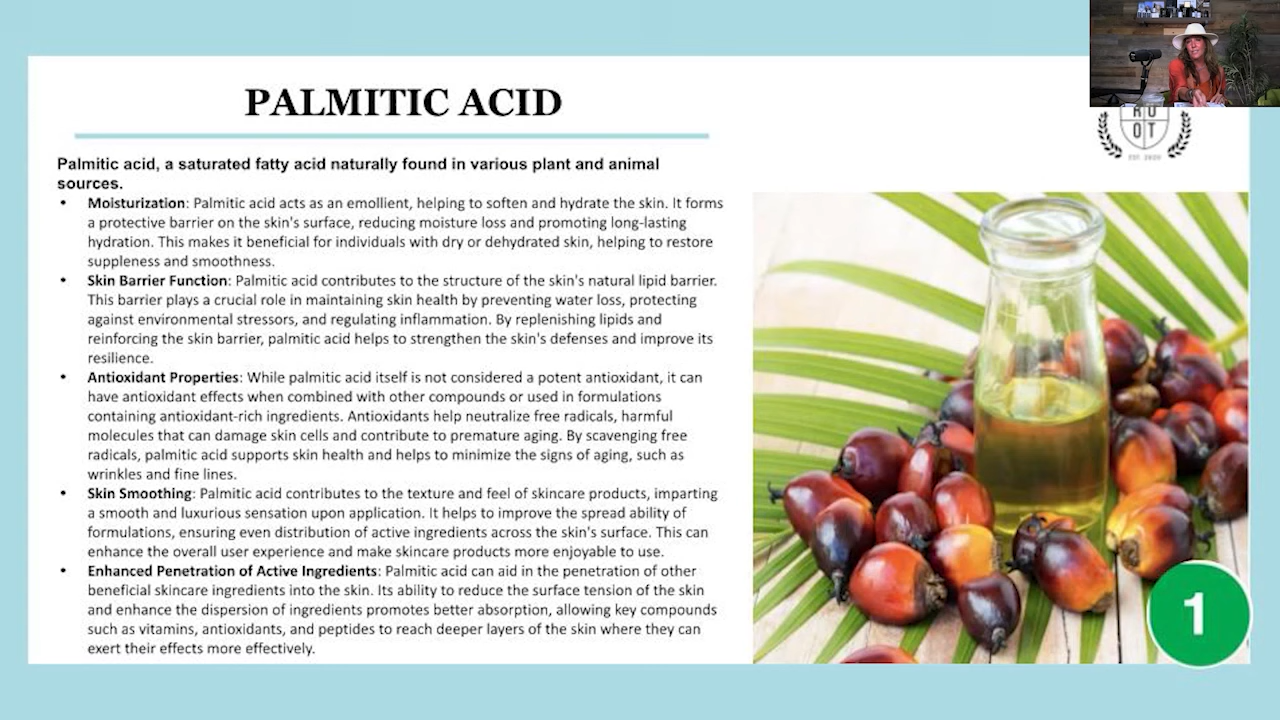 PALMITIC ACID
Palmitic acid, a saturated fatty acid naturally found in various plant and animal
sources.
• Moisturization: Palmitic acid acts as an emollient, helping to soften and hydrate the skin. It forms
a protective barrier on the skin's surface, reducing moisture loss and promoting long-lasting
hydration. This makes it beneficial for individuals with dry or dehydrated skin, helping to restore
suppleness and smoothness.
• Skin Barrier Function: Palmitic acid contributes to the structure of the skin's natural lipid barrier.
This barrier plays a crucial role in maintaining skin health by preventing water loss, protecting
against environmental stressors, and regulating inflammation. By replenishing lipids and
reinforcing the skin barrier, palmitic acid helps to strengthen the skin's defenses and improve its
resilience.
• Antioxidant Properties: While palmitic acid itself is not considered a potent antioxidant, it can
have antioxidant effects when combined with other compounds or used in formulations
containing antioxidant-rich ingredients. Antioxidants help neutralize free radicals, harmful
molecules that can damage skin cells and contribute to premature aging. By scavenging free
radicals, palmitic acid supports skin health and helps to minimize the signs of aging, such as
wrinkles and fine lines.
• Skin Smoothing: Palmitic acid contributes to the texture and feel of skincare products, imparting
a smooth and luxurious sensation upon application. It helps to improve the spread ability of
formulations, ensuring even distribution of active ingredients across the skin's surface. This can
enhance the overall user experience and make skincare products more enjoyable to use.
• Enhanced Penetration of Active Ingredients: Palmitic acid can aid in the penetration of other
beneficial skincare ingredients into the skin. Its ability to reduce the surface tension of the skin
and enhance the dispersion of ingredients promotes better absorption, allowing key compounds
such as vitamins, antioxidants, and peptides to reach deeper layers of the skin where they can
exert their effects more effectively.
R O
O T
EST. 2020
1